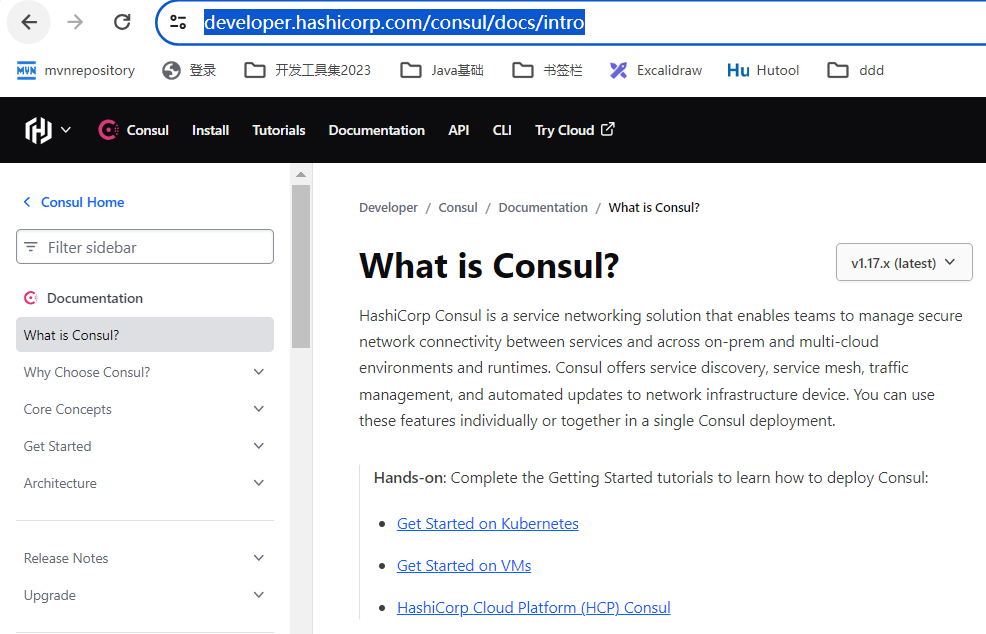 developer.hashicorp.com/consul/docs/intro
MVN mvnrepository 登录 开发工具集2023 Java基础 书签栏 Excalidraw Hu Hutool ddd
Consul Install Tutorials Documentation API CLI Try Cloud
Consul Home
Filter sidebar
Documentation
What is Consul?
Why Choose Consul?
Core Concepts
Get Started
Architecture
Release Notes
Upgrade
Developer / Consul / Documentation / What is Consul?
What is Consul?
v1.17.x (latest)
HashiCorp Consul is a service networking solution that enables teams to manage secure
network connectivity between services and across on-prem and multi-cloud
environments and runtimes. Consul offers service discovery, service mesh, traffic
management, and automated updates to network infrastructure device. You can use
these features individually or together in a single Consul deployment.
Hands-on: Complete the Getting Started tutorials to learn how to deploy Consul:
• Get Started on Kubernetes
• Get Started on VMs
• HashiCorp Cloud Platform (HCP) Consul